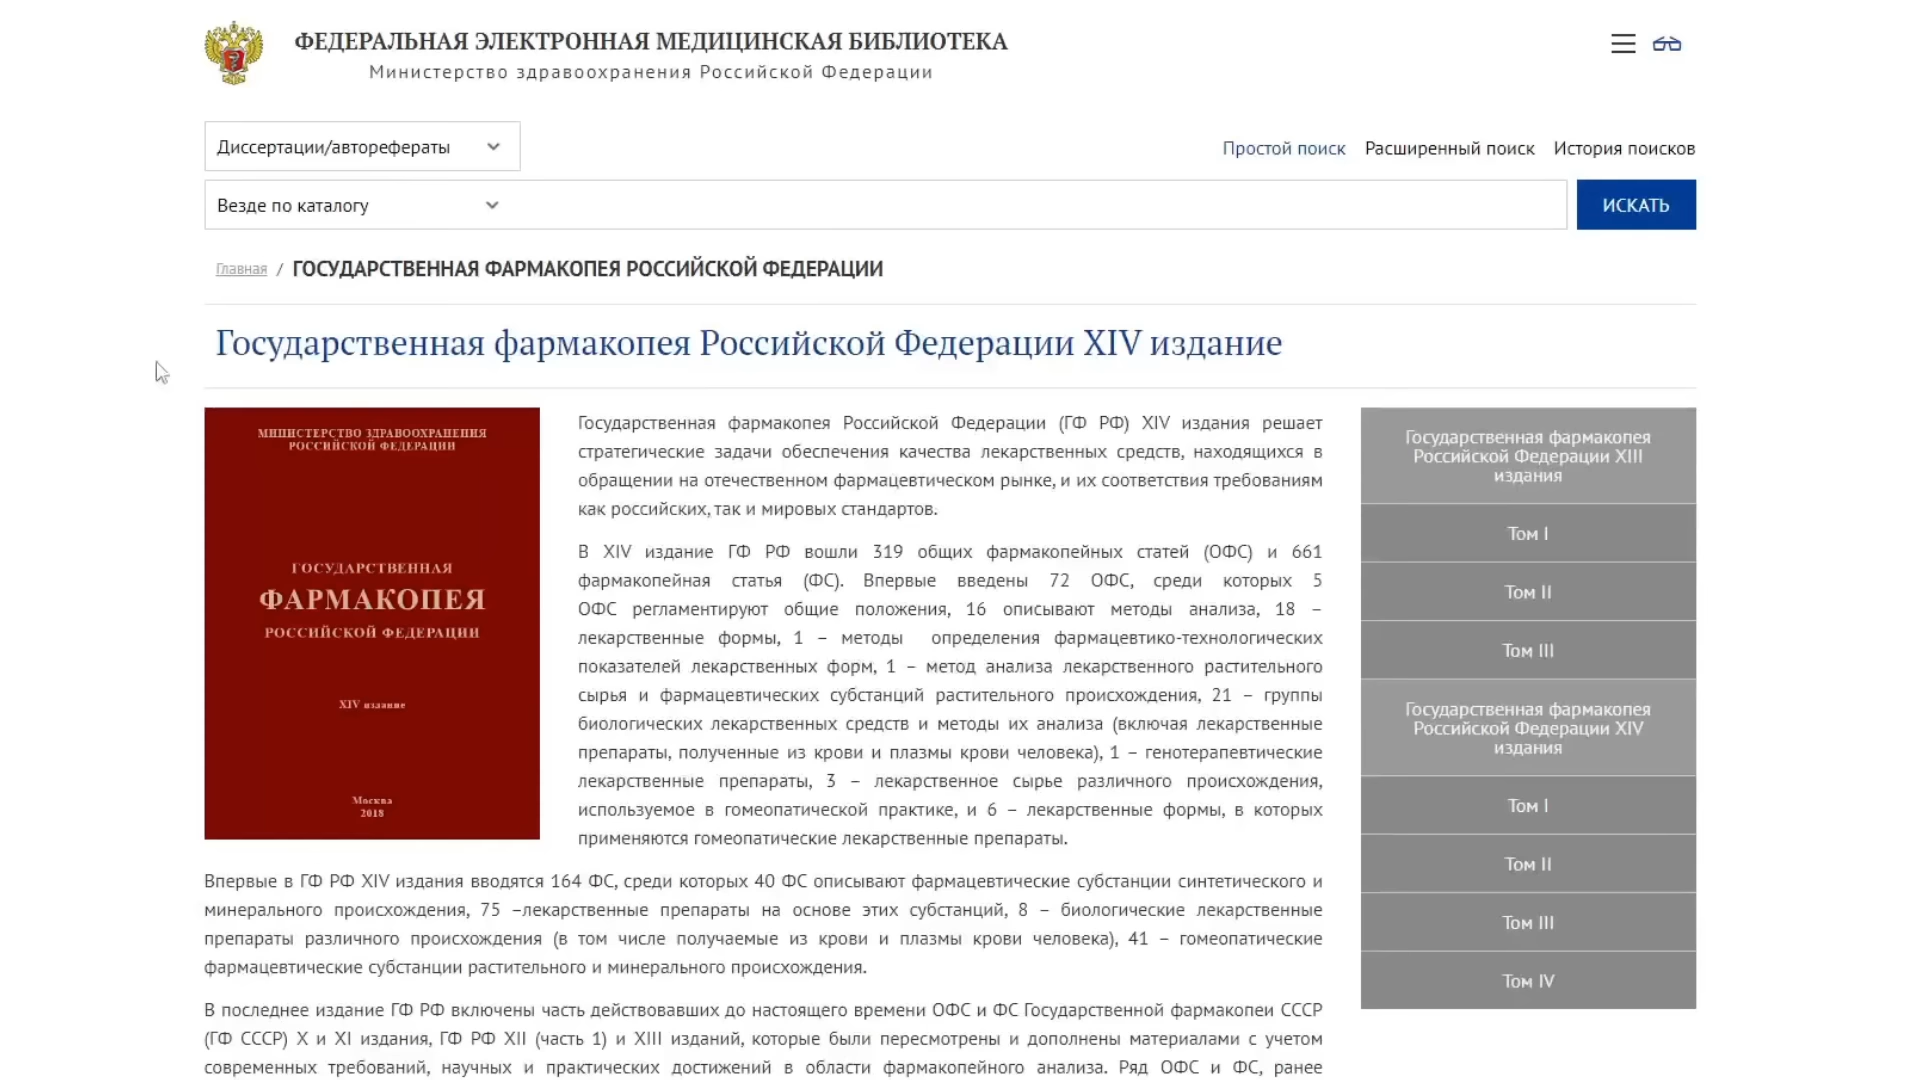 ФЕДЕРАЛЬНАЯ ЭЛЕКТРОННАЯ МЕДИЦИНСКАЯ БИБЛИОТЕКА
Министерство здравоохранения Российской Федерации
Диссертации/авторефераты
Простой поиск Расширенный поиск История поисков
Везде по каталогу
ИСКАТЬ
Главная / ГОСУДАРСТВЕННАЯ ФАРМАКОПЕЯ РОССИЙСКОЙ ФЕДЕРАЦИИ
Государственная фармакопея Российской Федерации XIV издание
МИНИСТЕРСТВО ЗДРАВООХРАНЕНИЯ
РОССИЙСКОЙ ФЕДЕРАЦИИ
ГОСУДАРСТВЕННАЯ
ФАРМАКОПЕЯ
РОССИЙСКОЙ ФЕДЕРАЦИИ
XIV издание
Москва
2018
Государственная фармакопея Российской Федерации (ГФ РФ) XIV издания решает
стратегические задачи обеспечения качества лекарственных средств, находящихся в
обращении на отечественном фармацевтическом рынке, и их соответствия требованиям
как российских, так и мировых стандартов.
В XIV издание ГФ РФ вошли 319 общих фармакопейных статей (ОФС) и 661
фармакопейная статья (ФС). Впервые введены 72 ОФС, среди которых 5
ОФС регламентируют общие положения, 16 описывают методы анализа, 18 –
лекарственные формы, 1 – методы определения фармацевтико-технологических
показателей лекарственных форм, 1 – метод анализа лекарственного растительного
сырья и фармацевтических субстанций растительного происхождения, 21 – группы
биологических лекарственных средств и методы их анализа (включая лекарственные
препараты, полученные из крови и плазмы крови человека), 1 – генотерапевтические
лекарственные препараты, 3 – лекарственное сырье различного происхождения,
используемое в гомеопатической практике, и 6 – лекарственные формы, в которых
применяются гомеопатические лекарственные препараты.
Впервые в ГФ РФ XIV издания вводятся 164 ФС, среди которых 40 ФС описывают фармацевтические субстанции синтетического и
минерального происхождения, 75 –лекарственные препараты на основе этих субстанций, 8 – биологические лекарственные
препараты различного происхождения (в том числе получаемые из крови и плазмы крови человека), 41 – гомеопатические
фармацевтические субстанции растительного и минерального происхождения.
В последнее издание ГФ РФ включены часть действовавших до настоящего времени ОФС и ФС Государственной фармакопеи СССР
(ГФ СССР) X и XI издания, ГФ РФ XII (часть 1) и XIII изданий, которые были пересмотрены и дополнены материалами с учетом
современных требований, научных и практических достижений в области фармакопейного анализа. Ряд ОФС и ФС, ранее
Государственная фармакопея
Российской Федерации XIII
издания
Том I
Том II
Том III
Государственная фармакопея
Российской Федерации XIV
издания
Том I
Том II
Том III
Том IV